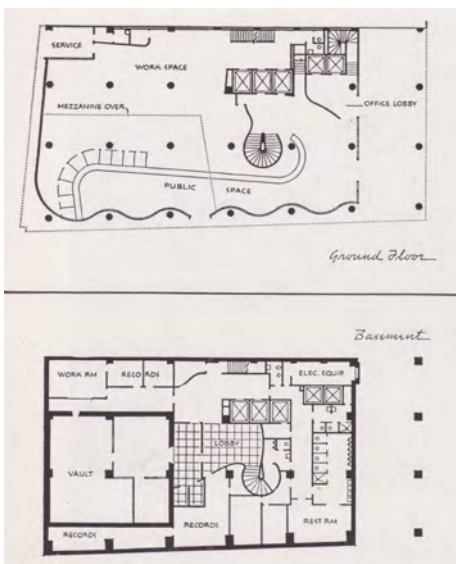 SERVICE
WORK SPACE
MEZZANINE OVER
OFFICE LOBBY
PUBLIC SPACE
Ground Floor
Basement
WORK RM
RECORDS
ELEC. EQUIP.
LOBBY
VAULT
RECORDS
REST RM
RECORDS